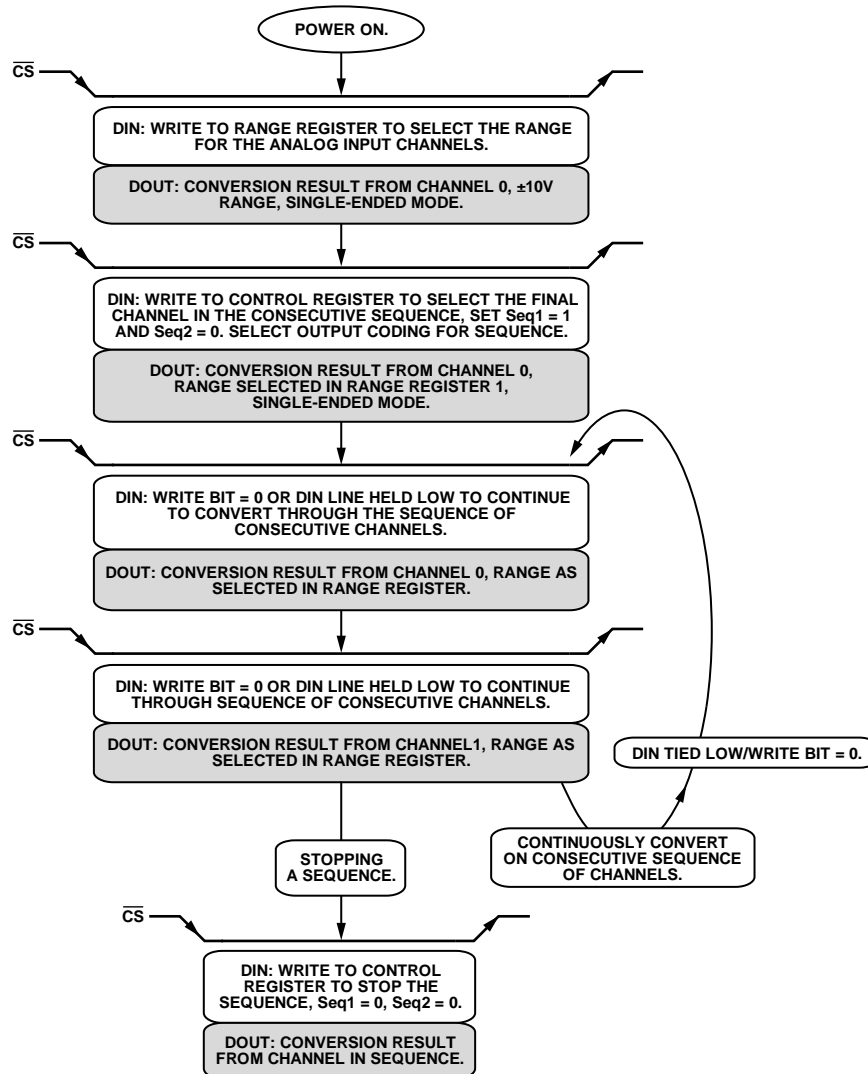 POWER ON.
CS
DIN: WRITE TO RANGE REGISTER TO SELECT THE RANGE
FOR THE ANALOG INPUT CHANNELS.
DOUT: CONVERSION RESULT FROM CHANNEL 0, ±10V
RANGE, SINGLE-ENDED MODE.
CS
DIN: WRITE TO CONTROL REGISTER TO SELECT THE FINAL
CHANNEL IN THE CONSECUTIVE SEQUENCE, SET Seq1 = 1
AND Seq2 = 0. SELECT OUTPUT CODING FOR SEQUENCE.
DOUT: CONVERSION RESULT FROM CHANNEL 0,
RANGE SELECTED IN RANGE REGISTER 1,
SINGLE-ENDED MODE.
CS
DIN: WRITE BIT = 0 OR DIN LINE HELD LOW TO CONTINUE
TO CONVERT THROUGH THE SEQUENCE OF
CONSECUTIVE CHANNELS.
DOUT: CONVERSION RESULT FROM CHANNEL 0, RANGE AS
SELECTED IN RANGE REGISTER.
CS
DIN: WRITE BIT = 0 OR DIN LINE HELD LOW TO CONTINUE
THROUGH SEQUENCE OF CONSECUTIVE CHANNELS.
DOUT: CONVERSION RESULT FROM CHANNEL1, RANGE AS
SELECTED IN RANGE REGISTER.
DIN TIED LOW/WRITE BIT = 0.
STOPPING
A SEQUENCE.
CONTINUOUSLY CONVERT
ON CONSECUTIVE SEQUENCE
OF CHANNELS.
CS
DIN: WRITE TO CONTROL
REGISTER TO STOP THE
SEQUENCE, Seq1 = 0, Seq2 = 0.
DOUT: CONVERSION RESULT
FROM CHANNEL IN SEQUENCE.